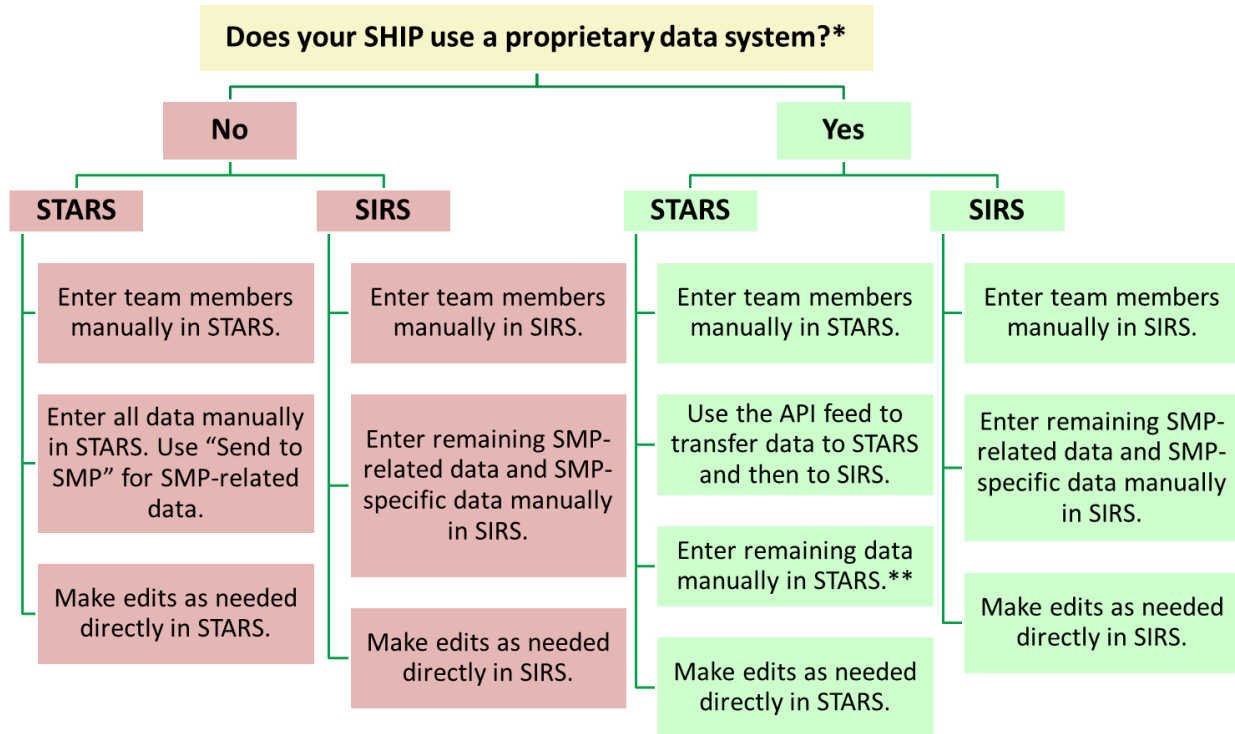 Does your SHIP use a proprietary data system?*
No
STARS
Enter team members
manually in STARS.
Enter all data manually
in STARS. Use “Send to
SMP” for SMP-related
data.
Make edits as needed
directly in STARS.
SIRS
Enter team members
manually in SIRS.
Enter remaining SMP-
related data and SMP-
specific data manually
in SIRS.
Make edits as needed
directly in SIRS.
Yes
STARS
Enter team members
manually in STARS.
Use the API feed to
transfer data to STARS
and then to SIRS.
Enter remaining data
manually in STARS.**
Make edits as needed
directly in STARS.
SIRS
Enter team members
manually in SIRS.
Enter remaining SMP-
related data and SMP-
specific data manually
in SIRS.
Make edits as needed
directly in SIRS.